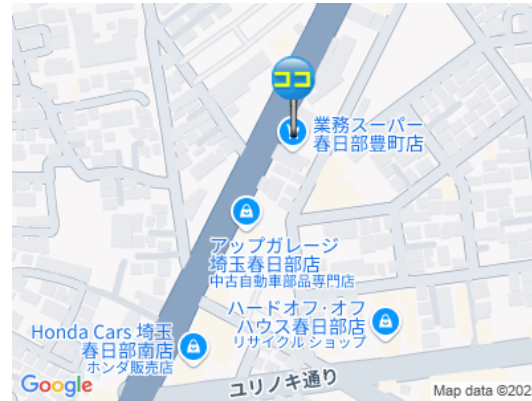 ココ
業務スーパー
春日部豊町店
アップガレージ
埼玉春日部店
中古自動車部品専門店
ハードオフ･オフ
ハウス春日部店
リサイクル ショップ
Honda Cars 埼玉
春日部南店
ホンダ販売店
ユリノキ通り
Google
Map data ©202